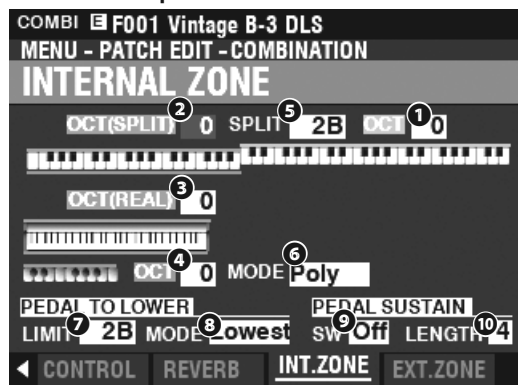 COMBI E F001 Vintage B-3 DLS
MENU - PATCH EDIT - COMBINATION
INTERNAL ZONE
2 5 1
OCT(SPLIT) 0 SPLIT 2B OCT 0
3
OCT(REAL) 0
4 6
OCT 0 MODE Poly
PEDAL TO LOWER PEDAL SUSTAIN
7 8 9 10
LIMIT 2B MODE Lowest SW Off LENGTH 4
◀ CONTROL REVERB INT.ZONE EXT.ZONE